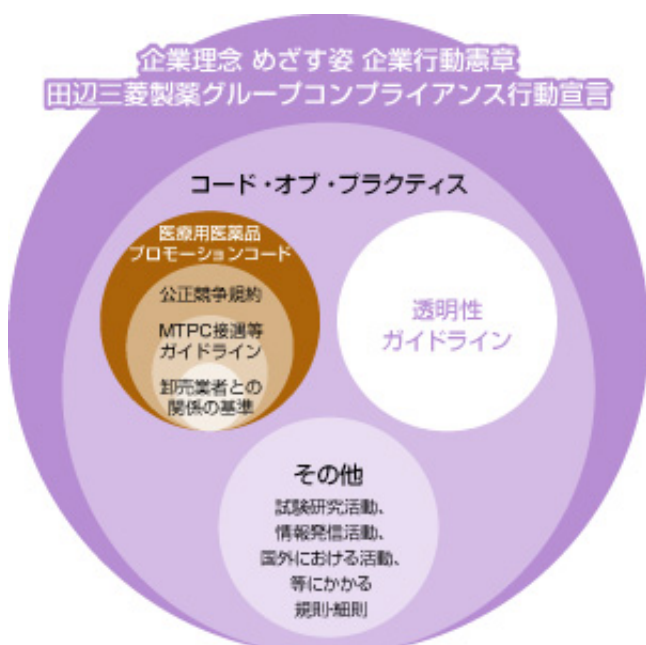 企業理念 めざす姿 企業行動憲章
田辺三菱製薬グループコンプライアンス行動宣言
コード・オブ・プラクティス
医療用医薬品
プロモーションコード
公正競争規約
MTPC接遇等
ガイドライン
卸売業者との
関係の基準
透明性
ガイドライン
その他
試験研究活動、
情報発信活動、
国外における活動、
等にかかる
規則・細則